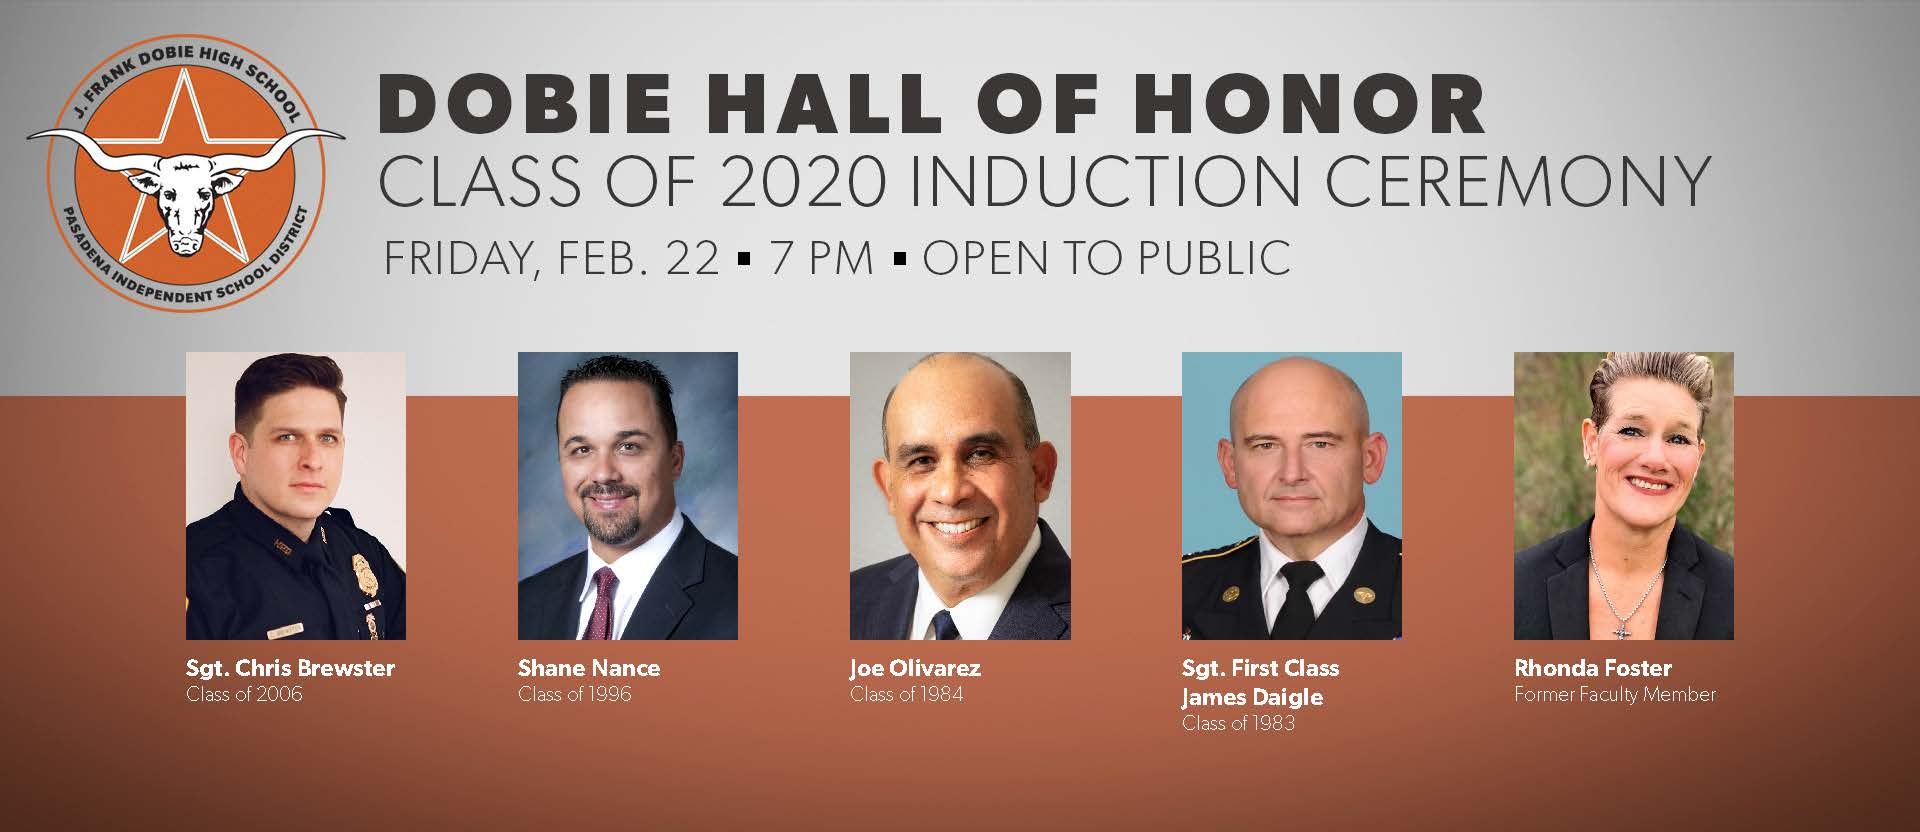 J. FRANK DOBIE HIGH SCHOOL
PASADENA INDEPENDENT SCHOOL DISTRICT
DOBIE HALL OF HONOR
CLASS OF 2020 INDUCTION CEREMONY
FRIDAY, FEB. 22 ▪ 7 PM ▪ OPEN TO PUBLIC
Sgt. Chris Brewster
Class of 2006
Shane Nance
Class of 1996
Joe Olivarez
Class of 1984
Sgt. First Class
James Daigle
Class of 1983
Rhonda Foster
Former Faculty Member